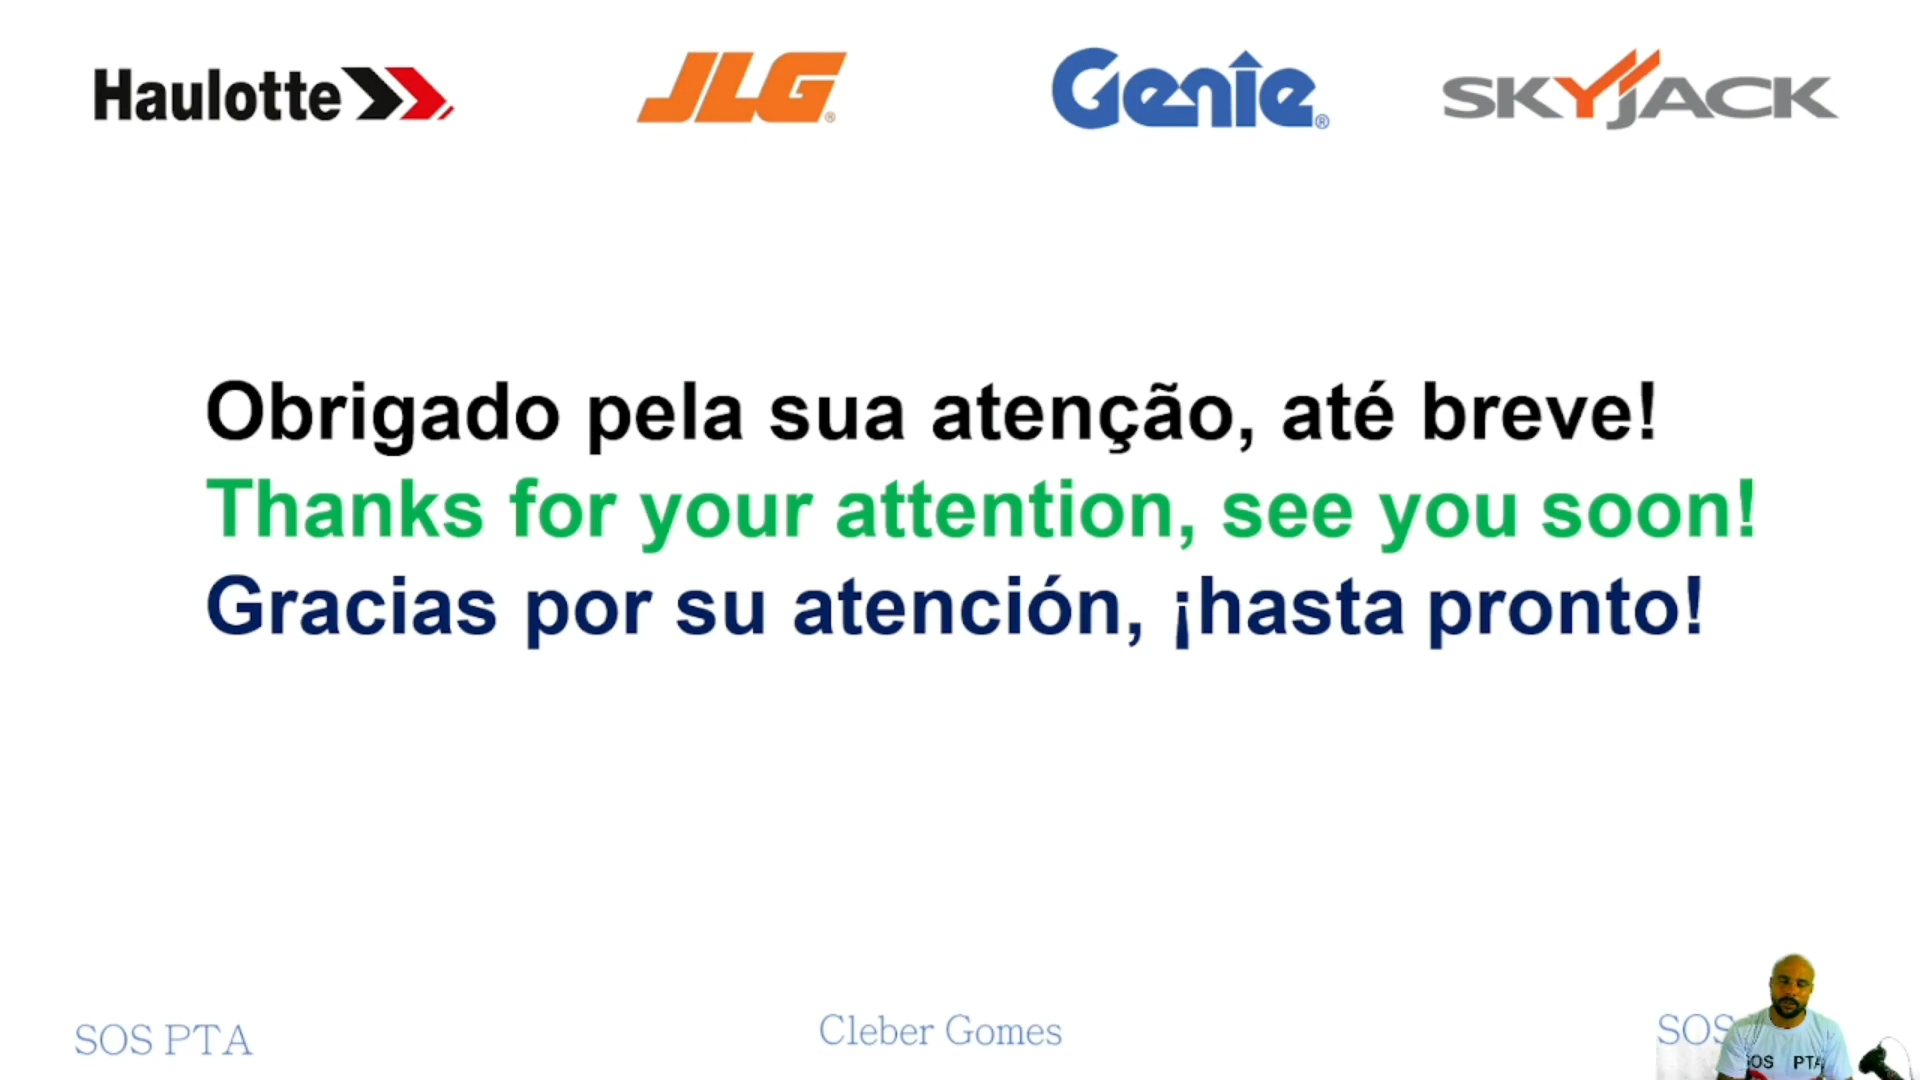 Haulotte
JLG®
Genie®
SKYJACK
Obrigado pela sua atenção, até breve!
Thanks for your attention, see you soon!
Gracias por su atención, ¡hasta pronto!
SOS PTA
Cleber Gomes
SOS